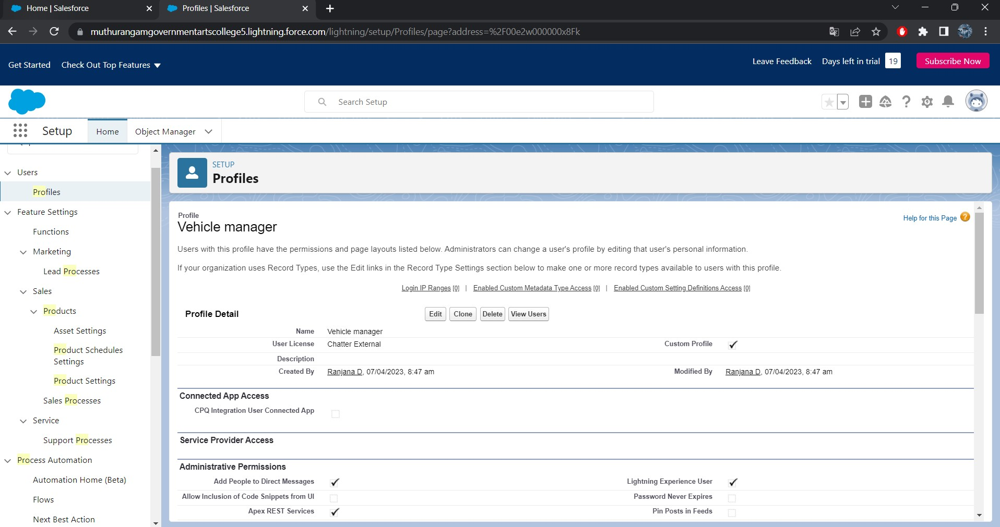 Home | Salesforce
Profiles | Salesforce
muthurangamgovernmentartscollege5.lightning.force.com/lightning/setup/Profiles/page?address=%2F00e2w000000x8Fk
Get Started
Check Out Top Features
Leave Feedback
Days left in trial 19
Subscribe Now
Search Setup
Setup
Home
Object Manager
Users
Profiles
Feature Settings
Functions
Marketing
Lead Processes
Sales
Products
Asset Settings
Product Schedules
Settings
Product Settings
Sales Processes
Service
Support Processes
Process Automation
Automation Home (Beta)
Flows
Next Best Action
SETUP
Profiles
Profile
Vehicle manager
Help for this Page ?
Users with this profile have the permissions and page layouts listed below. Administrators can change a user's profile by editing that user's personal information.
If your organization uses Record Types, use the Edit links in the Record Type Settings section below to make one or more record types available to users with this profile.
Login IP Ranges [0] | Enabled Custom Metadata Type Access [0] | Enabled Custom Setting Definitions Access [0]
Profile Detail
Edit Clone Delete View Users
Name Vehicle manager
User License Chatter External Custom Profile
Description
Created By Ranjana D, 07/04/2023, 8:47 am Modified By Ranjana D, 07/04/2023, 8:47 am
Connected App Access
CPQ Integration User Connected App
Service Provider Access
Administrative Permissions
Add People to Direct Messages Lightning Experience User
Allow Inclusion of Code Snippets from UI Password Never Expires
Apex REST Services Pin Posts in Feeds